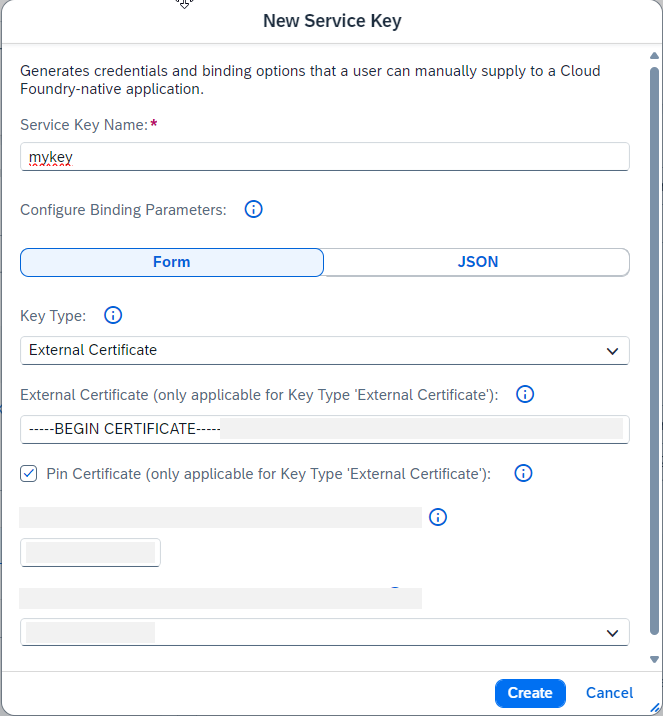 New Service Key
Generates credentials and binding options that a user can manually supply to a Cloud
Foundry-native application.
Service Key Name:*
mykey
Configure Binding Parameters:
Form JSON
Key Type:
External Certificate
External Certificate (only applicable for Key Type 'External Certificate'):
-----BEGIN CERTIFICATE-----
Pin Certificate (only applicable for Key Type 'External Certificate'):
Create Cancel